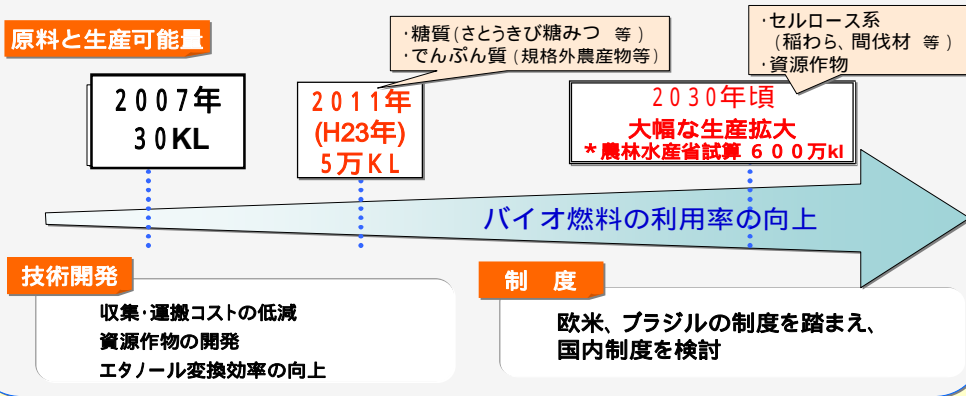 原料と生産可能量
・糖質(さとうきび糖みつ 等)
・でんぷん質(規格外農産物等)
・セルロース系
(稲わら、間伐材 等)
・資源作物
2007年
30KL
2011年
(H23年)
5万KL
2030年頃
大幅な生産拡大
*農林水産省試算 600万kl
バイオ燃料の利用率の向上
技術開発
収集・運搬コストの低減
資源作物の開発
エタノール変換効率の向上
制 度
欧米、ブラジルの制度を踏まえ、
国内制度を検討